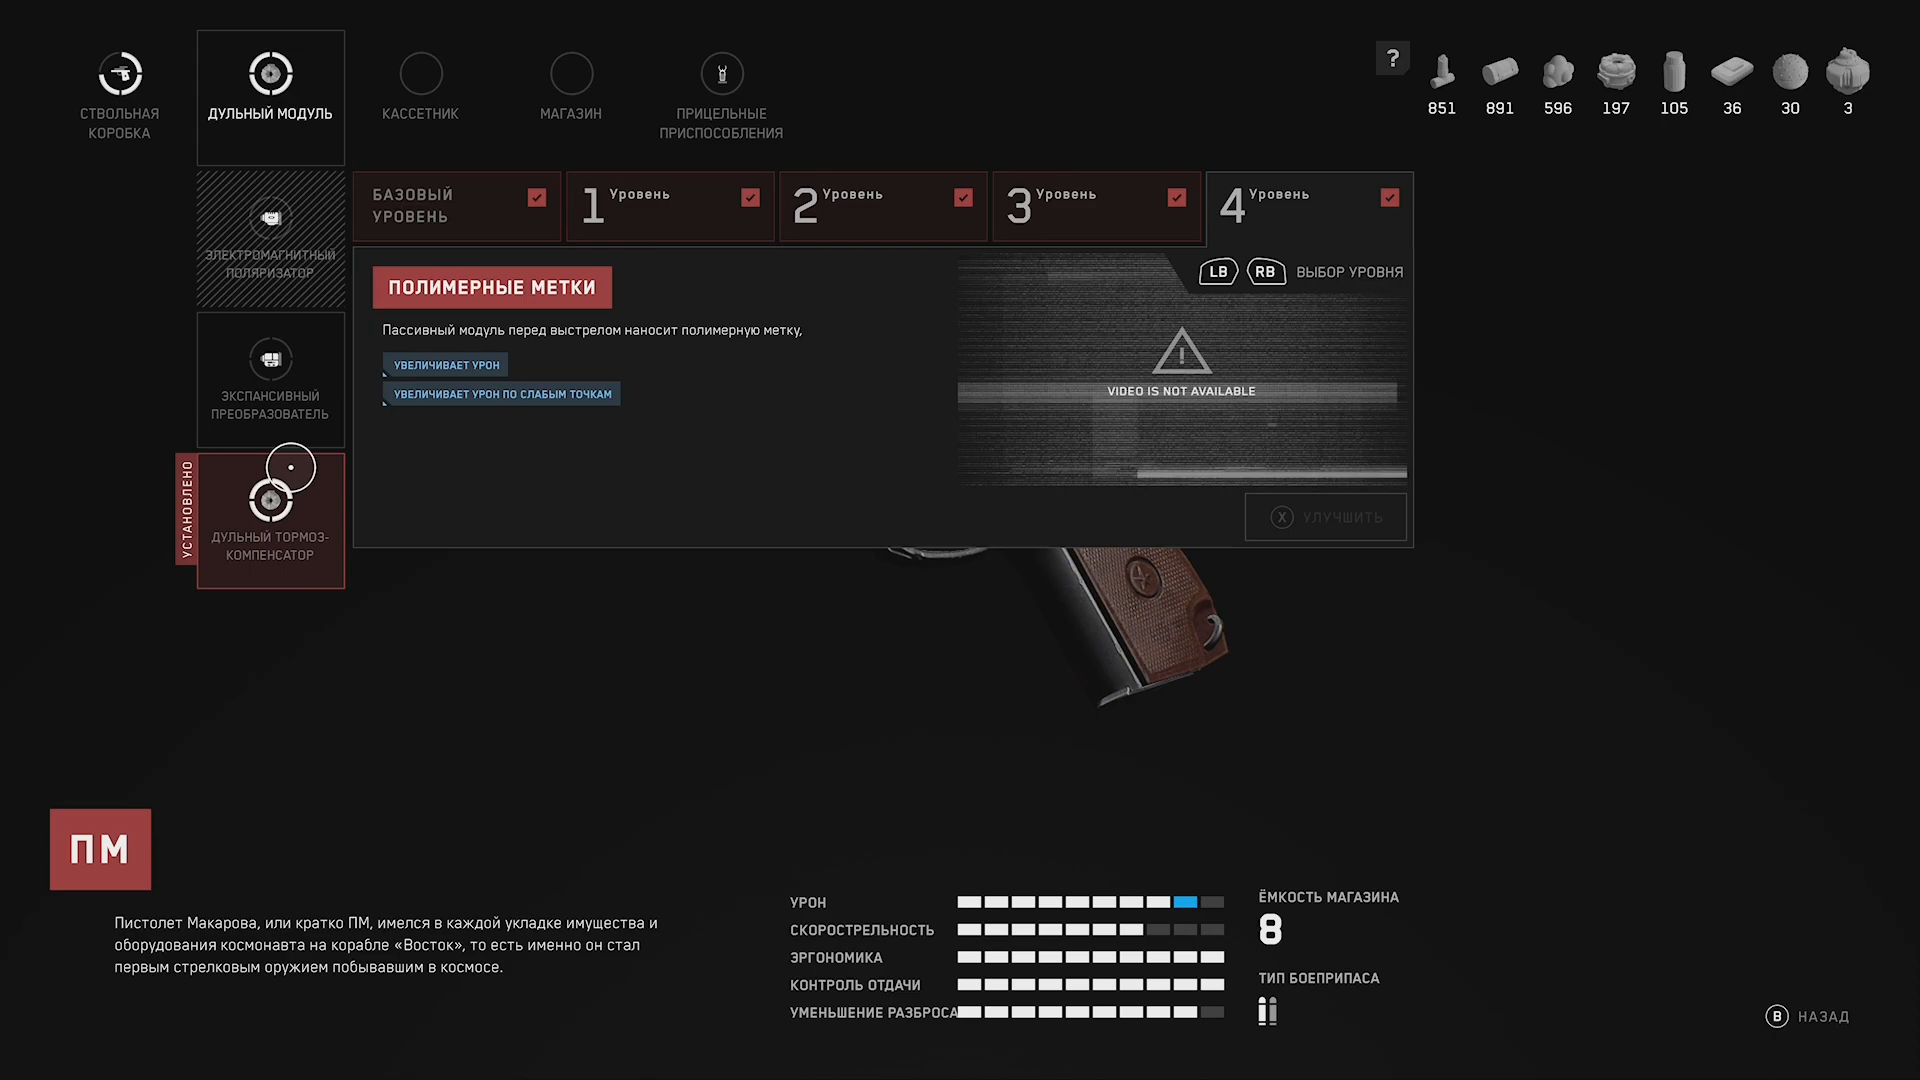 СТВОЛЬНАЯ
КОРОБКА
ДУЛЬНЫЙ МОДУЛЬ
КАССЕТНИК
МАГАЗИН
ПРИЦЕЛЬНЫЕ
ПРИСПОСОБЛЕНИЯ
?
851
891
596
197
105
36
30
3
ЭЛЕКТРОМАГНИТНЫЙ
ПОЛЯРИЗАТОР
ЭКСПАНСИВНЫЙ
ПРЕОБРАЗОВАТЕЛЬ
УСТАНОВЛЕНО
ДУЛЬНЫЙ ТОРМОЗ-
КОМПЕНСАТОР
БАЗОВЫЙ
УРОВЕНЬ
1 Уровень
2 Уровень
3 Уровень
4 Уровень
LB RB ВЫБОР УРОВНЯ
ПОЛИМЕРНЫЕ МЕТКИ
Пассивный модуль перед выстрелом наносит полимерную метку,
УВЕЛИЧИВАЕТ УРОН
УВЕЛИЧИВАЕТ УРОН ПО СЛАБЫМ ТОЧКАМ
VIDEO IS NOT AVAILABLE
X УЛУЧШИТЬ
ПМ
Пистолет Макарова, или кратко ПМ, имелся в каждой укладке имущества и
оборудования космонавта на корабле «Восток», то есть именно он стал
первым стрелковым оружием побывавшим в космосе.
УРОН
СКОРОСТРЕЛЬНОСТЬ
ЭРГОНОМИКА
КОНТРОЛЬ ОТДАЧИ
УМЕНЬШЕНИЕ РАЗБРОСА
ЁМКОСТЬ МАГАЗИНА
8
ТИП БОЕПРИПАСА
B НАЗАД